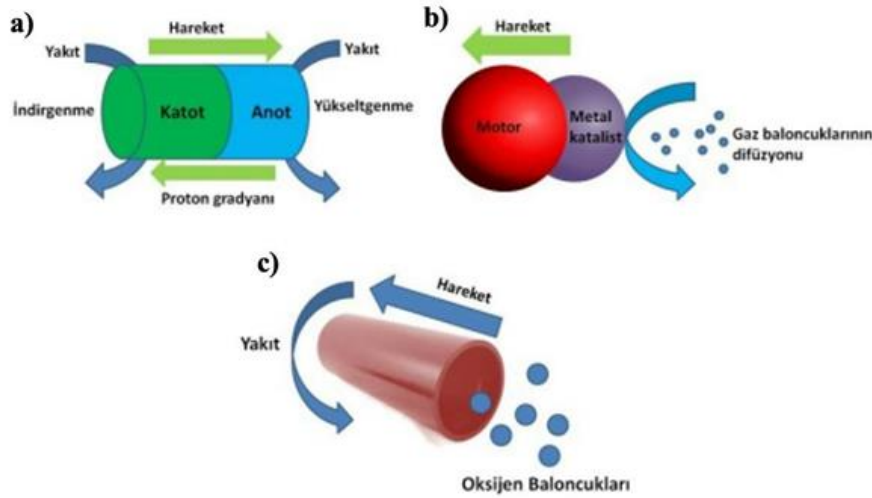 a)
Hareket
Yakıt
Yakıt
İndirgenme
Katot
Anot
Yükseltgenme
Proton gradyanı
b)
Hareket
Motor
Metal
katalist
Gaz baloncuklarının
difüzyonu
c)
Hareket
Yakıt
Oksijen Baloncukları